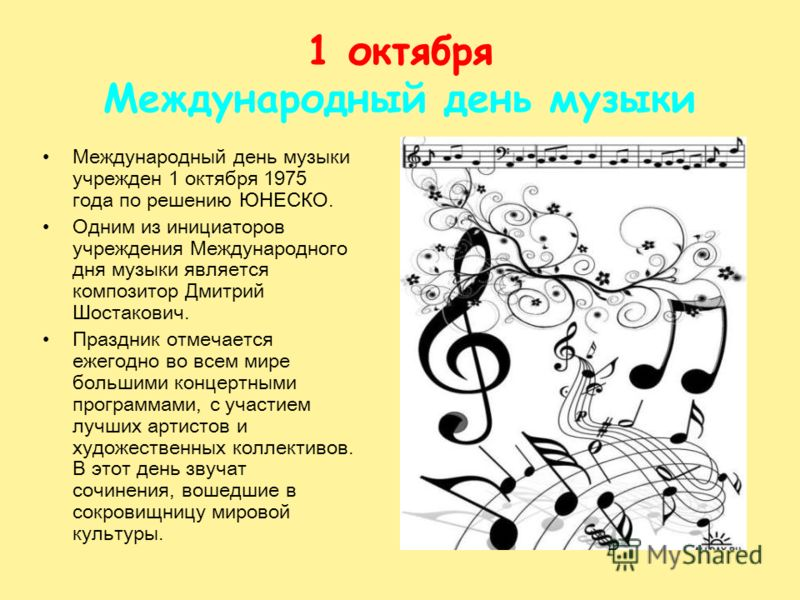 1 октября
Международный день музыки
• Международный день музыки
учрежден 1 октября 1975
года по решению ЮНЕСКО.
• Одним из инициаторов
учреждения Международного
дня музыки является
композитор Дмитрий
Шостакович.
• Праздник отмечается
ежегодно во всем мире
большими концертными
программами, с участием
лучших артистов и
художественных коллективов.
В этот день звучат
сочинения, вошедшие в
сокровищницу мировой
культуры.
MyShared